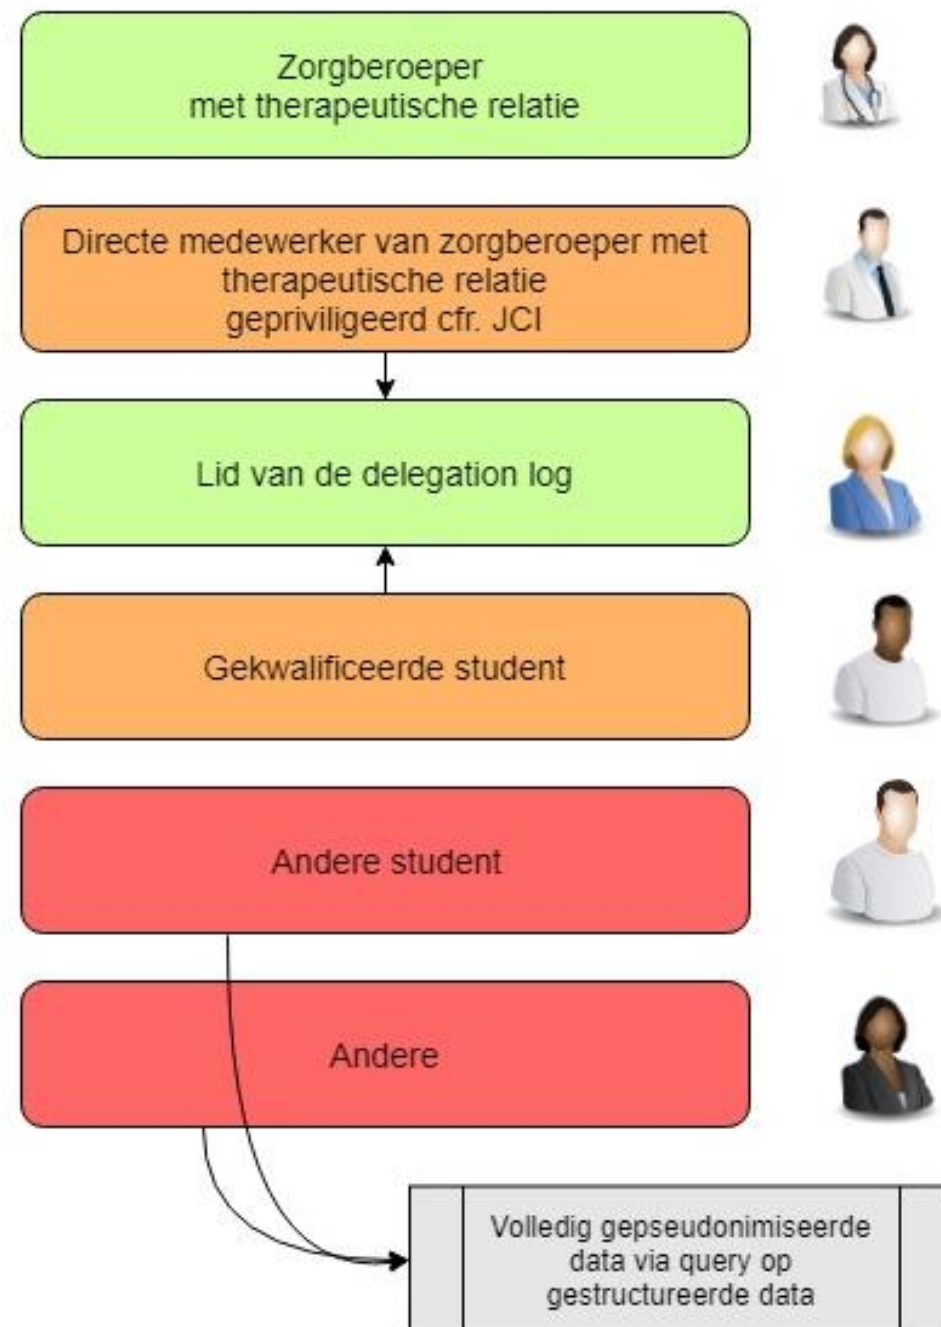 Zorgberoeper
met therapeutische relatie
Directe medewerker van zorgberoeper met
therapeutische relatie
gepriviligeerd cfr. JCI
Lid van de delegation log
Gekwalificeerde student
Andere student
Andere
Volledig gepseudonimiseerde
data via query op
gestructureerde data